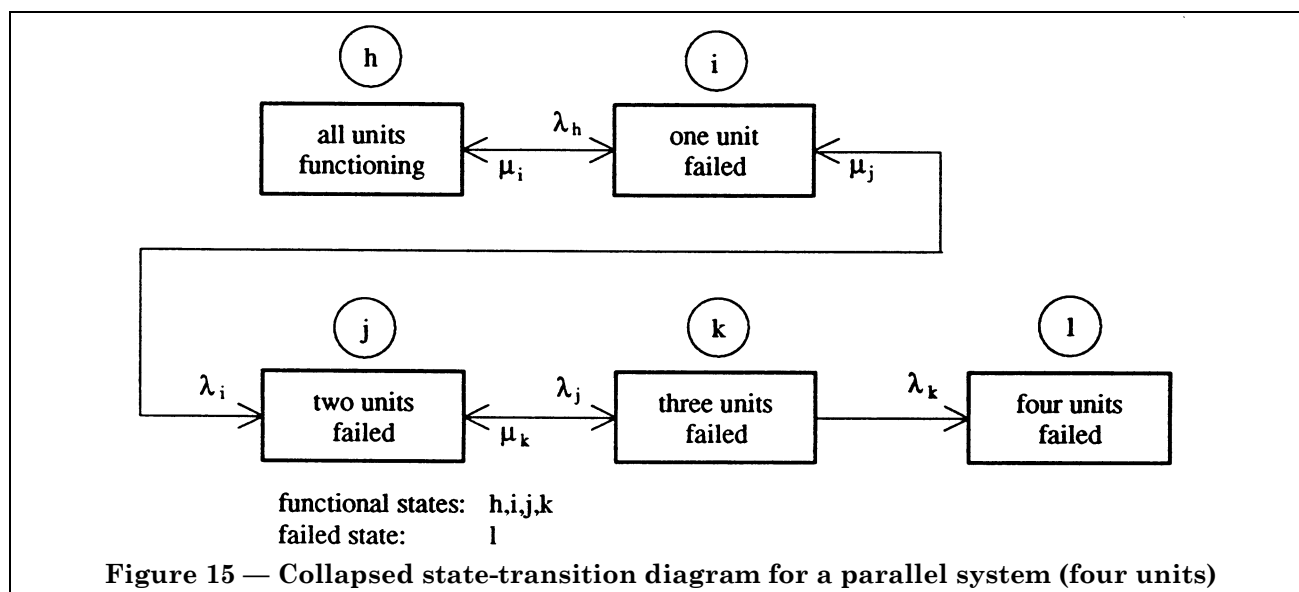 h
i
all units
functioning
λh
μi
one unit
failed
μj
j
k
l
λi
two units
failed
λj
μk
three units
failed
λk
four units
failed
functional states: h,i,j,k
failed state: l
Figure 15 — Collapsed state-transition diagram for a parallel system (four units)